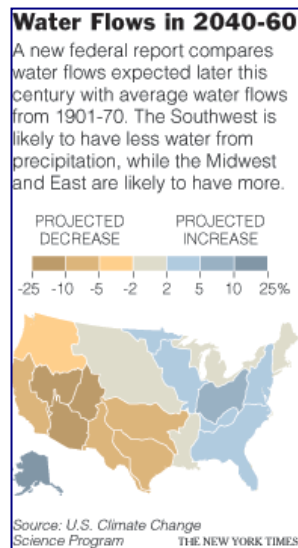 Water Flows in 2040-60
A new federal report compares
water flows expected later this
century with average water flows
from 1901-70. The Southwest is
likely to have less water from
precipitation, while the Midwest
and East are likely to have more.
PROJECTED DECREASE
PROJECTED INCREASE
-25 -10 -5 -2 2 5 10 25%
Source: U.S. Climate Change
Science Program
THE NEW YORK TIMES